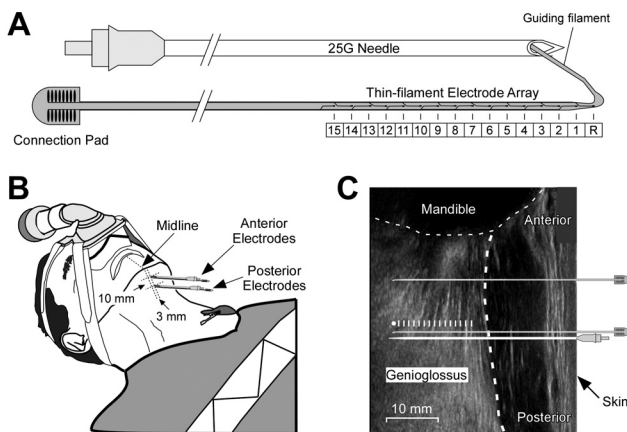 A
Guiding filament
25G Needle
Thin-filament Electrode Array
Connection Pad
15 14 13 12 11 10 9 8 7 6 5 4 3 2 1 R
B
Midline
Anterior
Electrodes
Posterior
Electrodes
10 mm
3 mm
C
Mandible
Anterior
Genioglossus
10 mm
Posterior
Skin